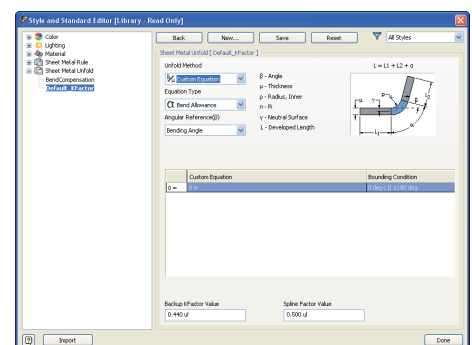 Style and Standard Editor [Library - Read Only]
Back New... Save Reset All Styles
Color
Lighting
Material
Sheet Metal Rule
Sheet Metal Unfold
BendCompensation
Default_KFactor
Sheet Metal Unfold [ Default_KFactor ]
Unfold Method
Custom Equation
Equation Type
α Bend Allowance
Angular Reference(β)
Bending Angle
β - Angle
μ - Thickness
ρ - Radius, Inner
π - Pi
γ - Neutral Surface
L - Developed Length
L = L1 + L2 + α
μ γ ρ β L2
L1 α
Custom Equation Bounding Condition
α = 0 in 0 deg< β ≤180 deg
Backup KFactor Value Spline Factor Value
0.440 ul 0.500 ul
? Import Done